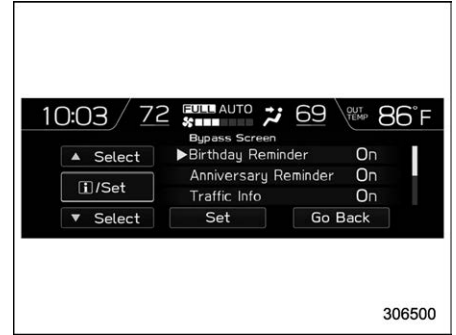 10:03 72 FULL AUTO 69 OUT TEMP 86°F
Bypass Screen
▲ Select ▶Birthday Reminder On
i/Set Anniversary Reminder On
Traffic Info On
▼ Select Set Go Back
306500